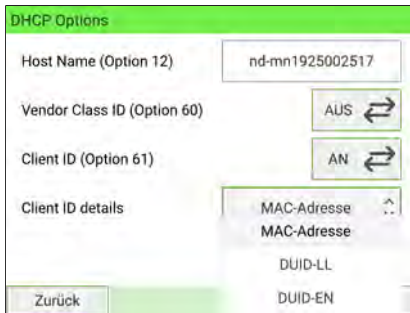 DHCP Options
Host Name (Option 12) nd-mn1925002517
Vendor Class ID (Option 60) AUS
Client ID (Option 61) AN
Client ID details MAC-Adresse
MAC-Adresse
DUID-LL
Zurück DUID-EN